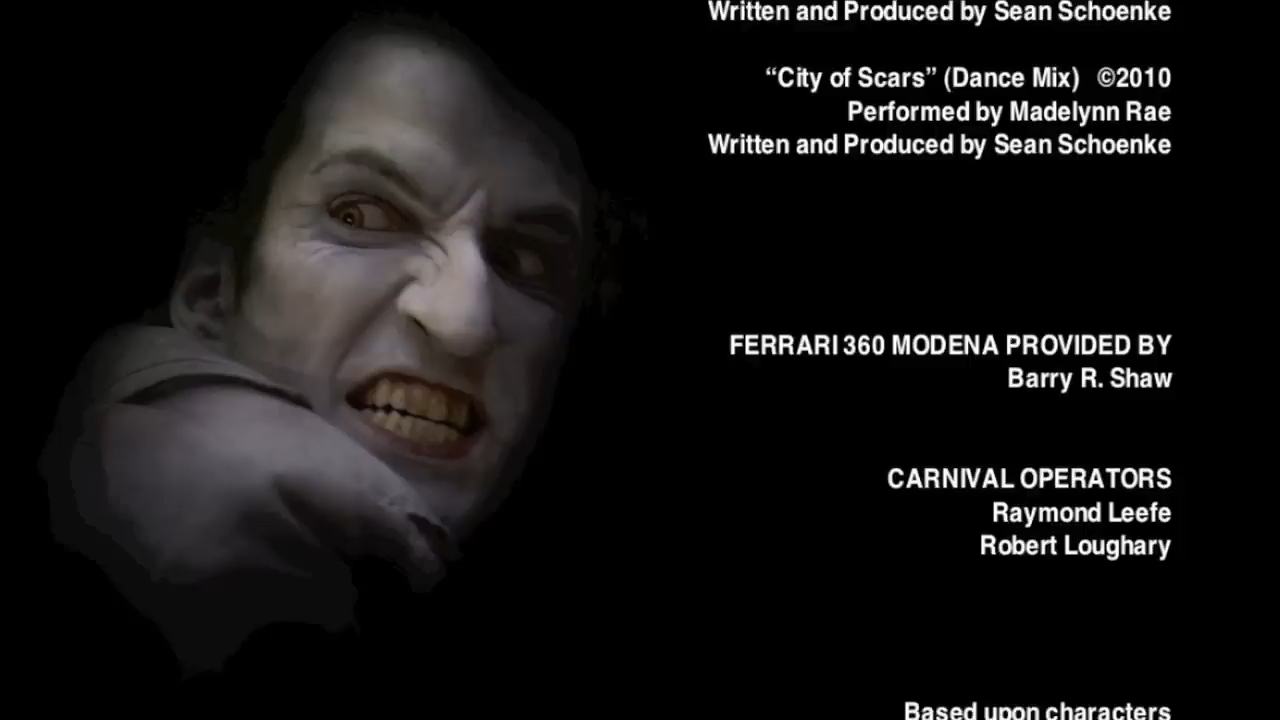 Written and Produced by Sean Schoenke
“City of Scars” (Dance Mix) ©2010
Performed by Madelynn Rae
Written and Produced by Sean Schoenke
FERRARI 360 MODENA PROVIDED BY
Barry R. Shaw
CARNIVAL OPERATORS
Raymond Leefe
Robert Loughary
Based upon characters